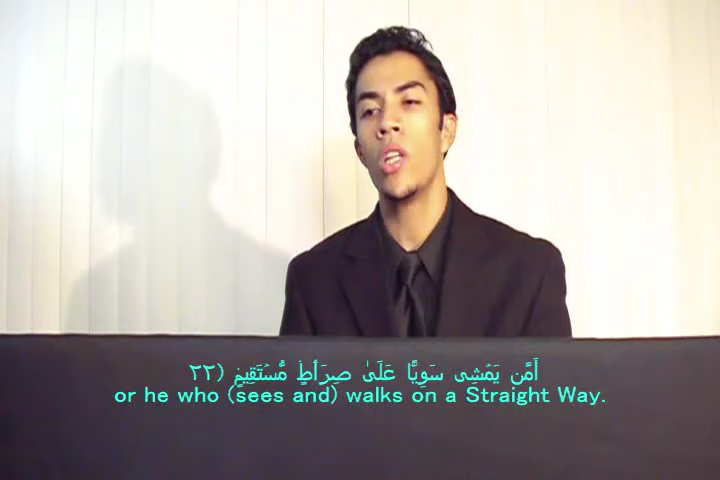 أَمَّن يَمْشِى سَوِيًّا عَلَىٰ صِرَٰطٍۢ مُّسْتَقِيمٍۢ (٢٢
or he who (sees and) walks on a Straight Way.